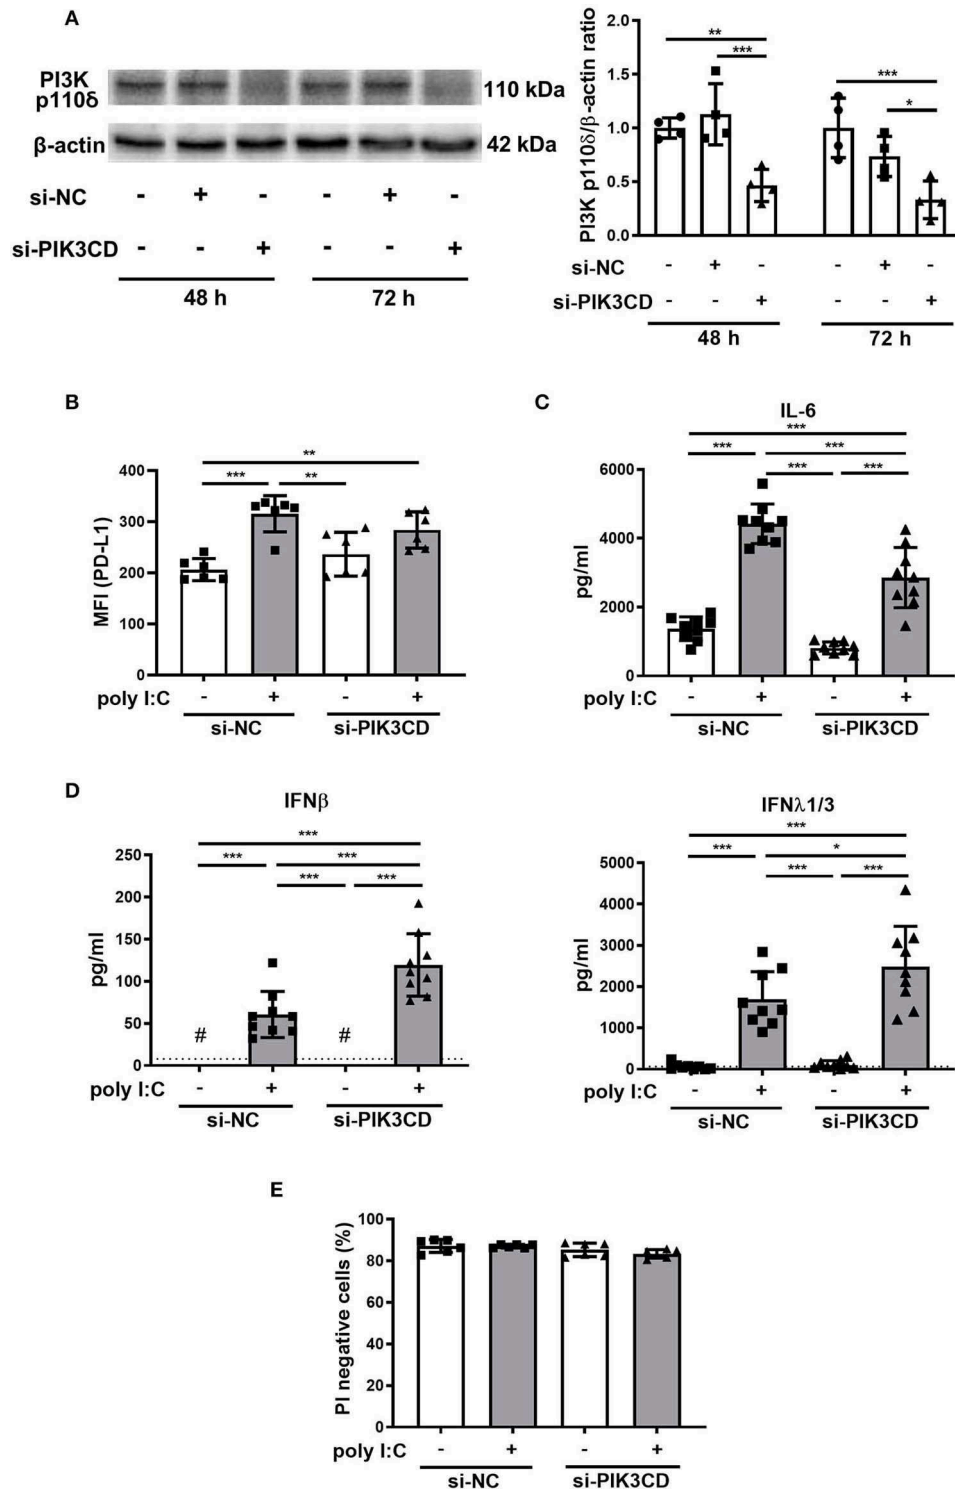 A
PI3K
p110δ
110 kDa
β-actin
42 kDa
si-NC - + - - + -
si-PIK3CD - - + - - +
48 h 72 h
PI3K p110δ/β-actin ratio
2.0
1.5
1.0
0.5
0.0
**
***
***
*
si-NC - + - - + -
si-PIK3CD - - + - - +
48 h 72 h
B
MFI (PD-L1)
400
300
200
100
0
**
*** **
poly I:C - + - +
si-NC si-PIK3CD
C
IL-6
pg/ml
6000
4000
2000
0
***
*** ***
*** ***
poly I:C - + - +
si-NC si-PIK3CD
D
IFNβ
pg/ml
250
200
150
100
50
0
***
*** ***
*** ***
# #
poly I:C - + - +
si-NC si-PIK3CD
IFNλ1/3
pg/ml
5000
4000
3000
2000
1000
0
***
*** *
*** ***
poly I:C - + - +
si-NC si-PIK3CD
E
PI negative cells (%)
100
80
60
40
20
0
poly I:C - + - +
si-NC si-PIK3CD